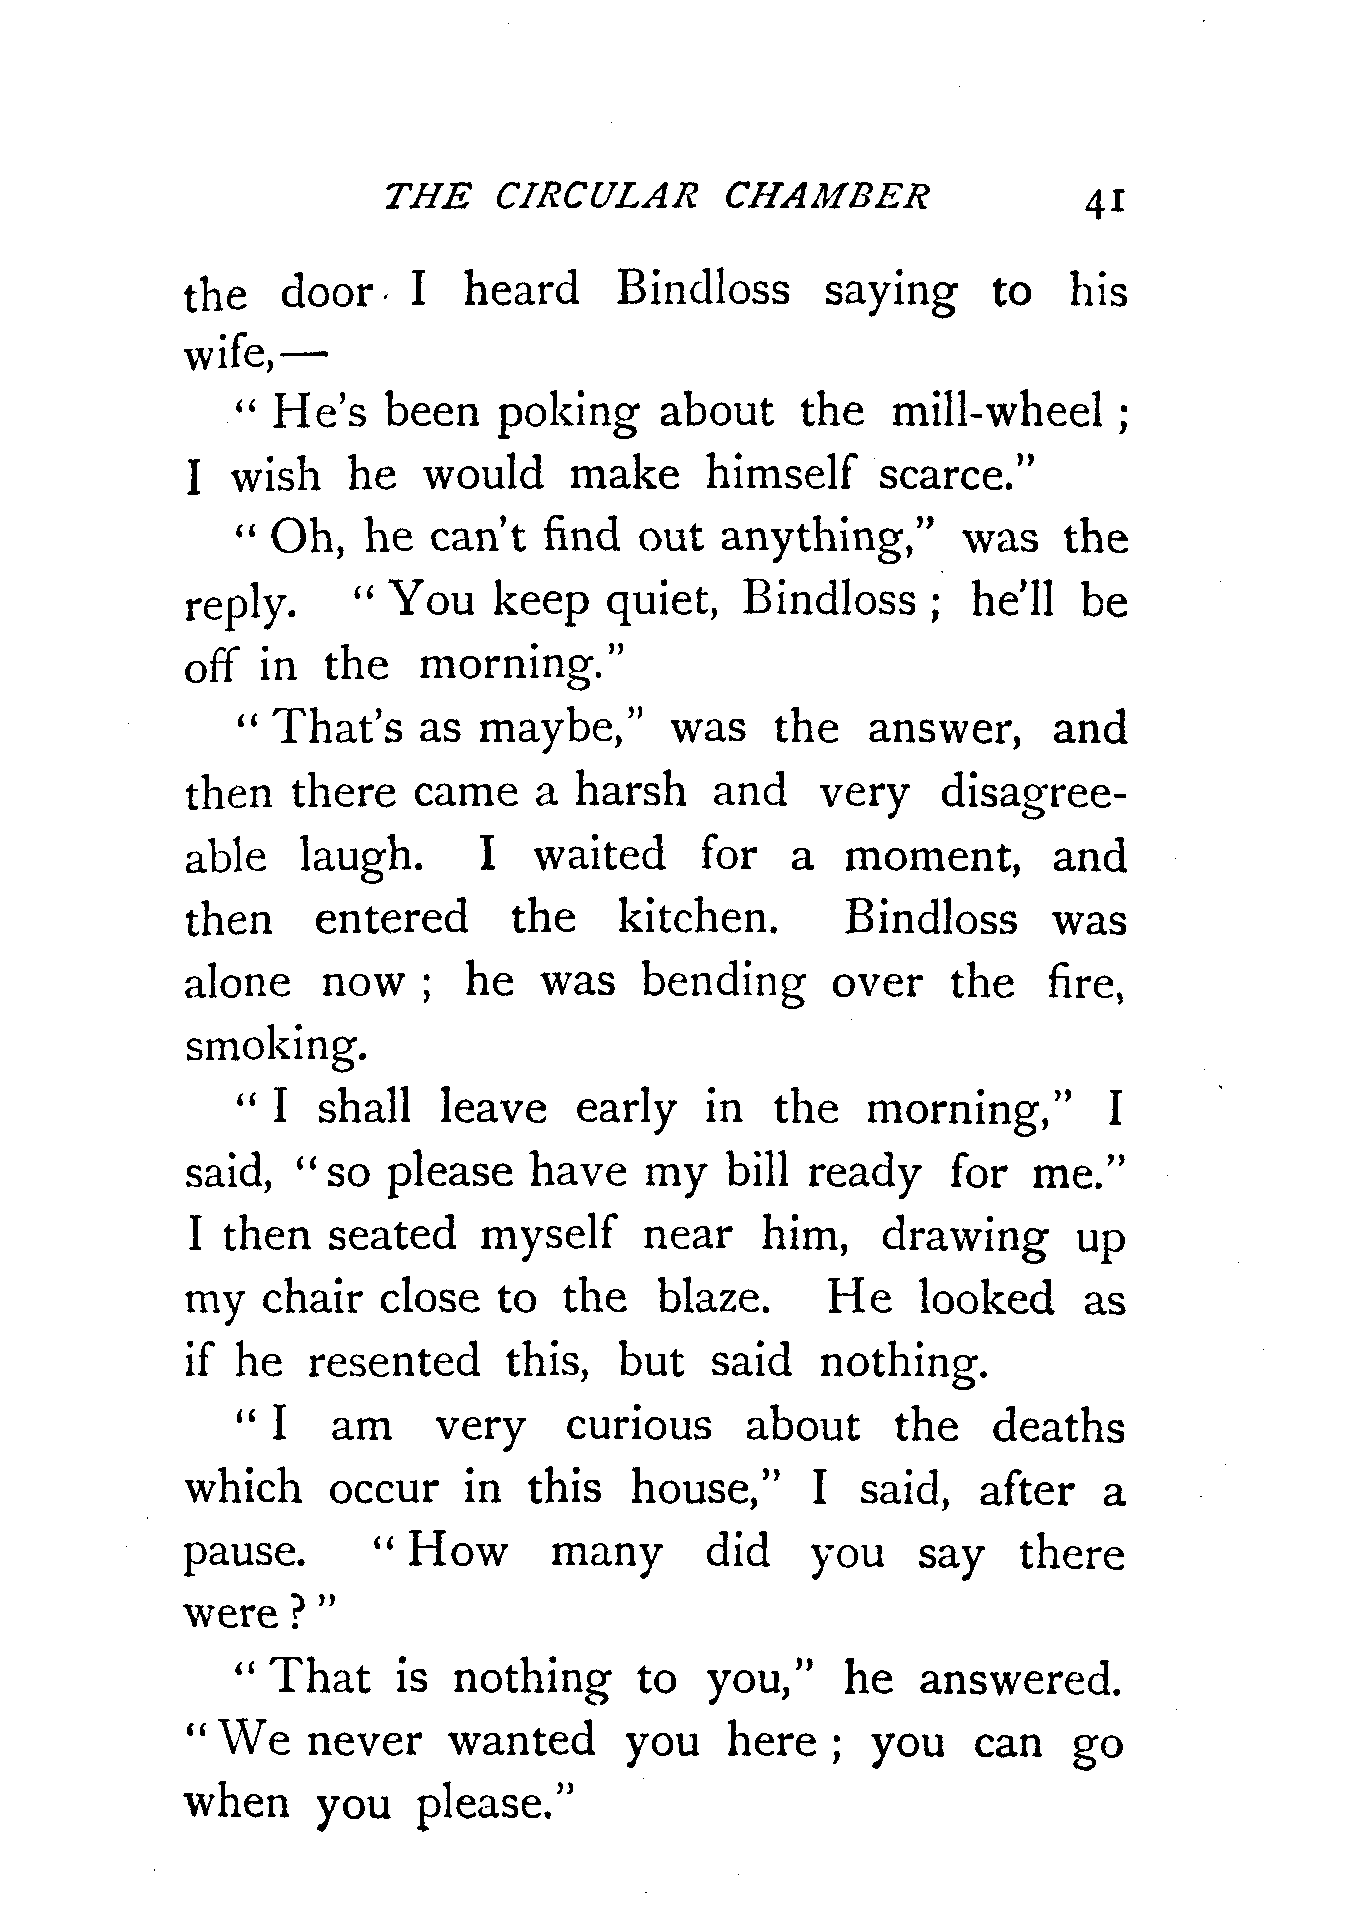 THE CIRCULAR CHAMBER 41
the door I heard Bindloss saying to his
wife,—
“ He’s been poking about the mill-wheel ;
I wish he would make himself scarce.”
“ Oh, he can’t find out anything,” was the
reply. “ You keep quiet, Bindloss ; he’ll be
off in the morning.”
“ That’s as maybe,” was the answer, and
then there came a harsh and very disagree-
able laugh. I waited for a moment, and
then entered the kitchen. Bindloss was
alone now ; he was bending over the fire,
smoking.
“ I shall leave early in the morning,” I
said, “ so please have my bill ready for me.”
I then seated myself near him, drawing up
my chair close to the blaze. He looked as
if he resented this, but said nothing.
“ I am very curious about the deaths
which occur in this house,” I said, after a
pause. “ How many did you say there
were ? ”
“ That is nothing to you,” he answered.
“ We never wanted you here ; you can go
when you please.”